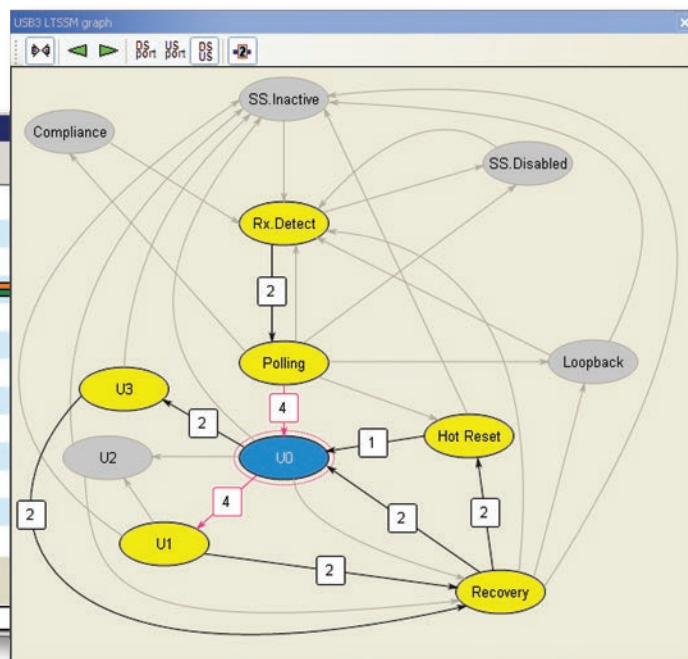 USB3 LTSSM graph
DS port
US port
DS US
2
SS.Inactive
Compliance
SS.Disabled
Rx.Detect
2
Polling
Loopback
U3
4
2
1
Hot Reset
U0
U2
4
2
2
2
U1
2
Recovery